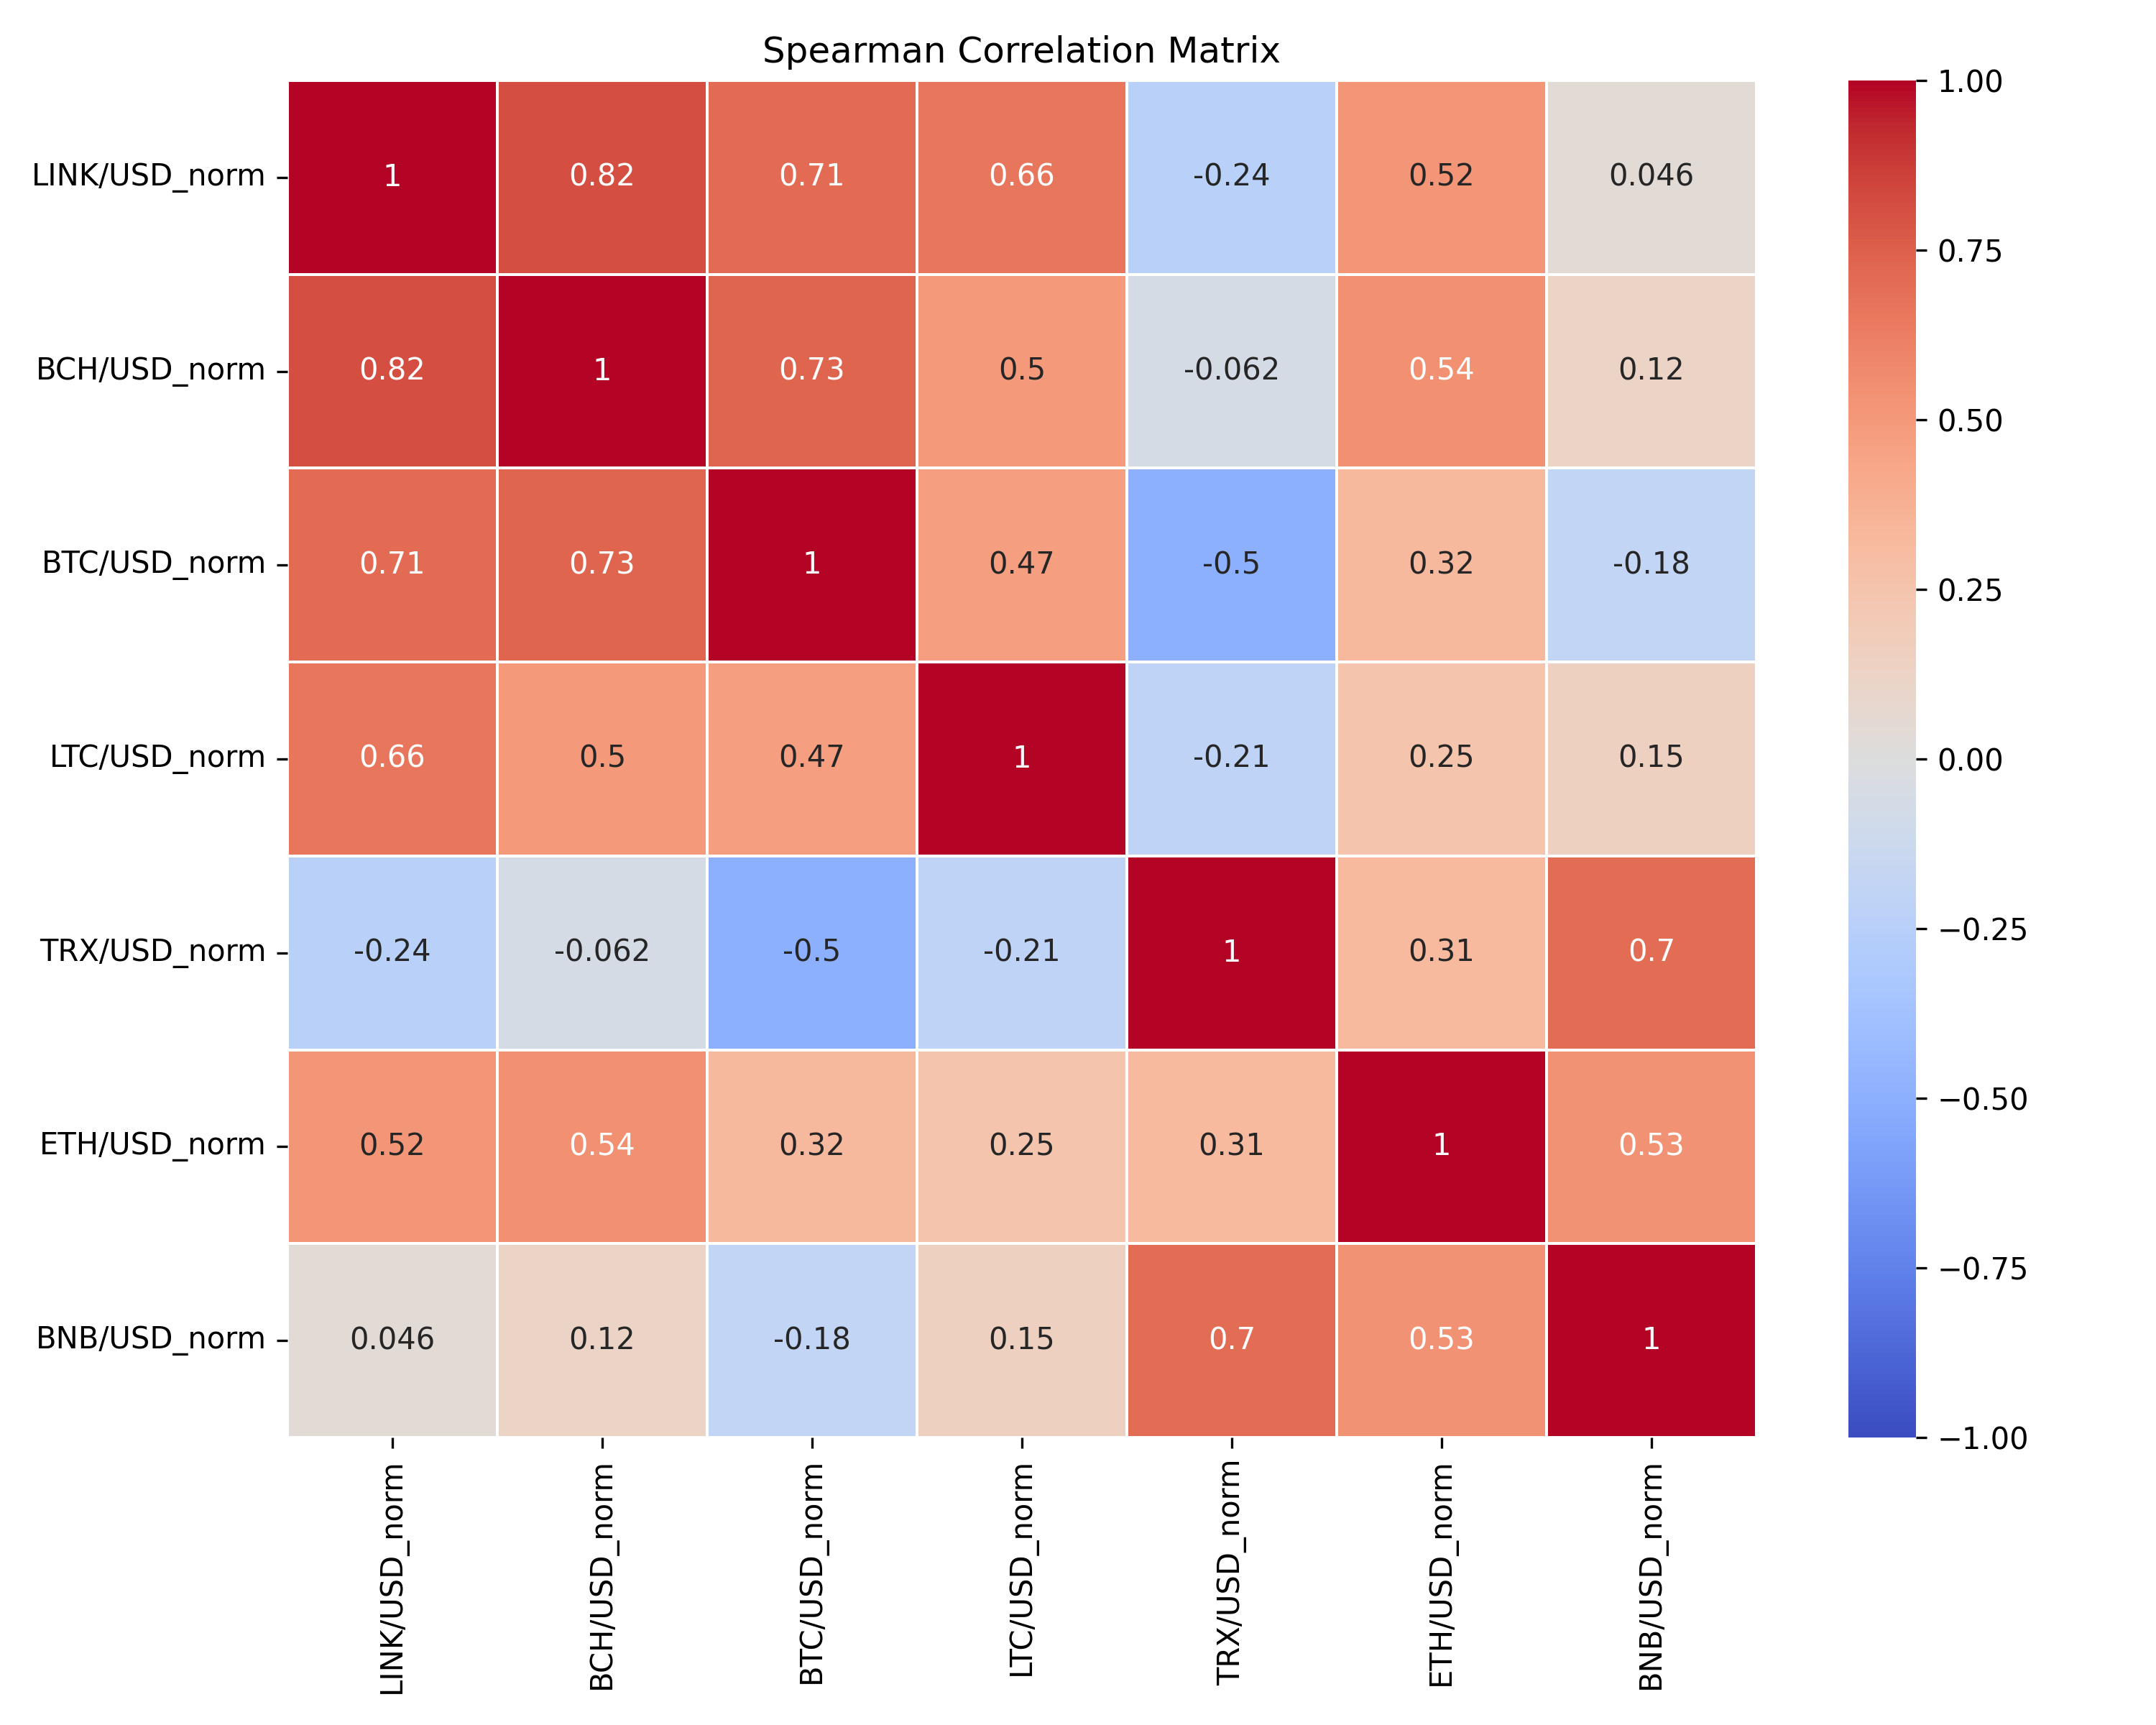 Spearman Correlation Matrix
LINK/USD_norm 1 0.82 0.71 0.66 -0.24 0.52 0.046
BCH/USD_norm 0.82 1 0.73 0.5 -0.062 0.54 0.12
BTC/USD_norm 0.71 0.73 1 0.47 -0.5 0.32 -0.18
LTC/USD_norm 0.66 0.5 0.47 1 -0.21 0.25 0.15
TRX/USD_norm -0.24 -0.062 -0.5 -0.21 1 0.31 0.7
ETH/USD_norm 0.52 0.54 0.32 0.25 0.31 1 0.53
BNB/USD_norm 0.046 0.12 -0.18 0.15 0.7 0.53 1
LINK/USD_norm BCH/USD_norm BTC/USD_norm LTC/USD_norm TRX/USD_norm ETH/USD_norm BNB/USD_norm
1.00
0.75
0.50
0.25
0.00
−0.25
−0.50
−0.75
−1.00